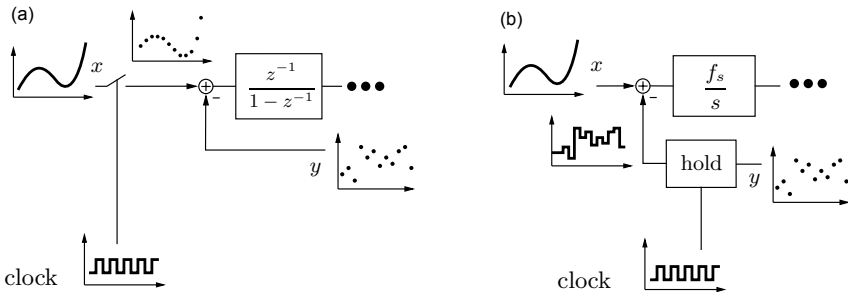 (a)
x
z^{-1}
1 − z^{-1}
−
y
clock
(b)
x
f_s
s
−
hold
y
clock